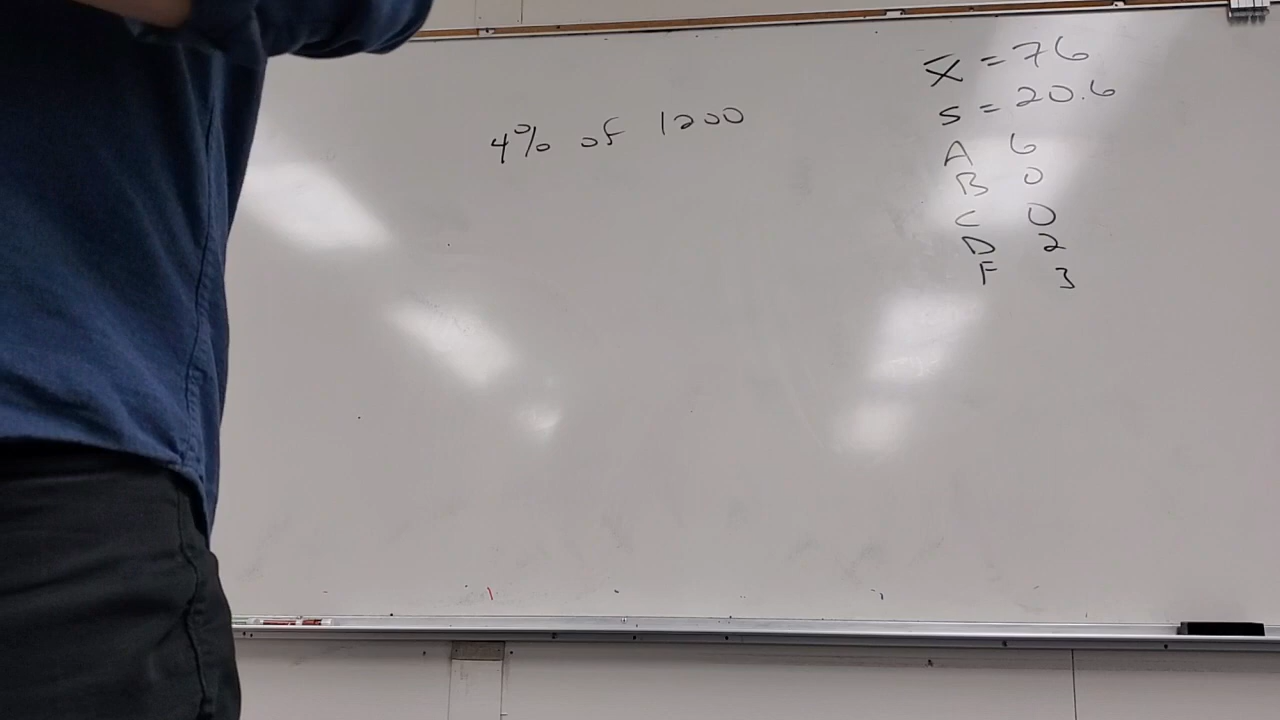 4% of 1200
x̄ = 76
s = 20.6
A 6
B 0
C 0
D 2
F 3